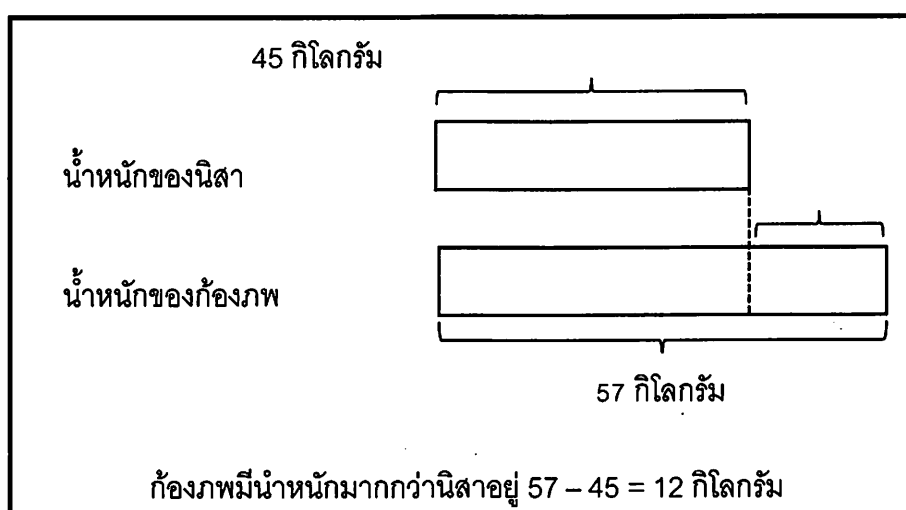 45 กิโลกรัม
น้ำหนักของนิสา
น้ำหนักของก้องภพ
57 กิโลกรัม
ก้องภพมีน้ำหนักมากกว่านิสาอยู่ 57 – 45 = 12 กิโลกรัม